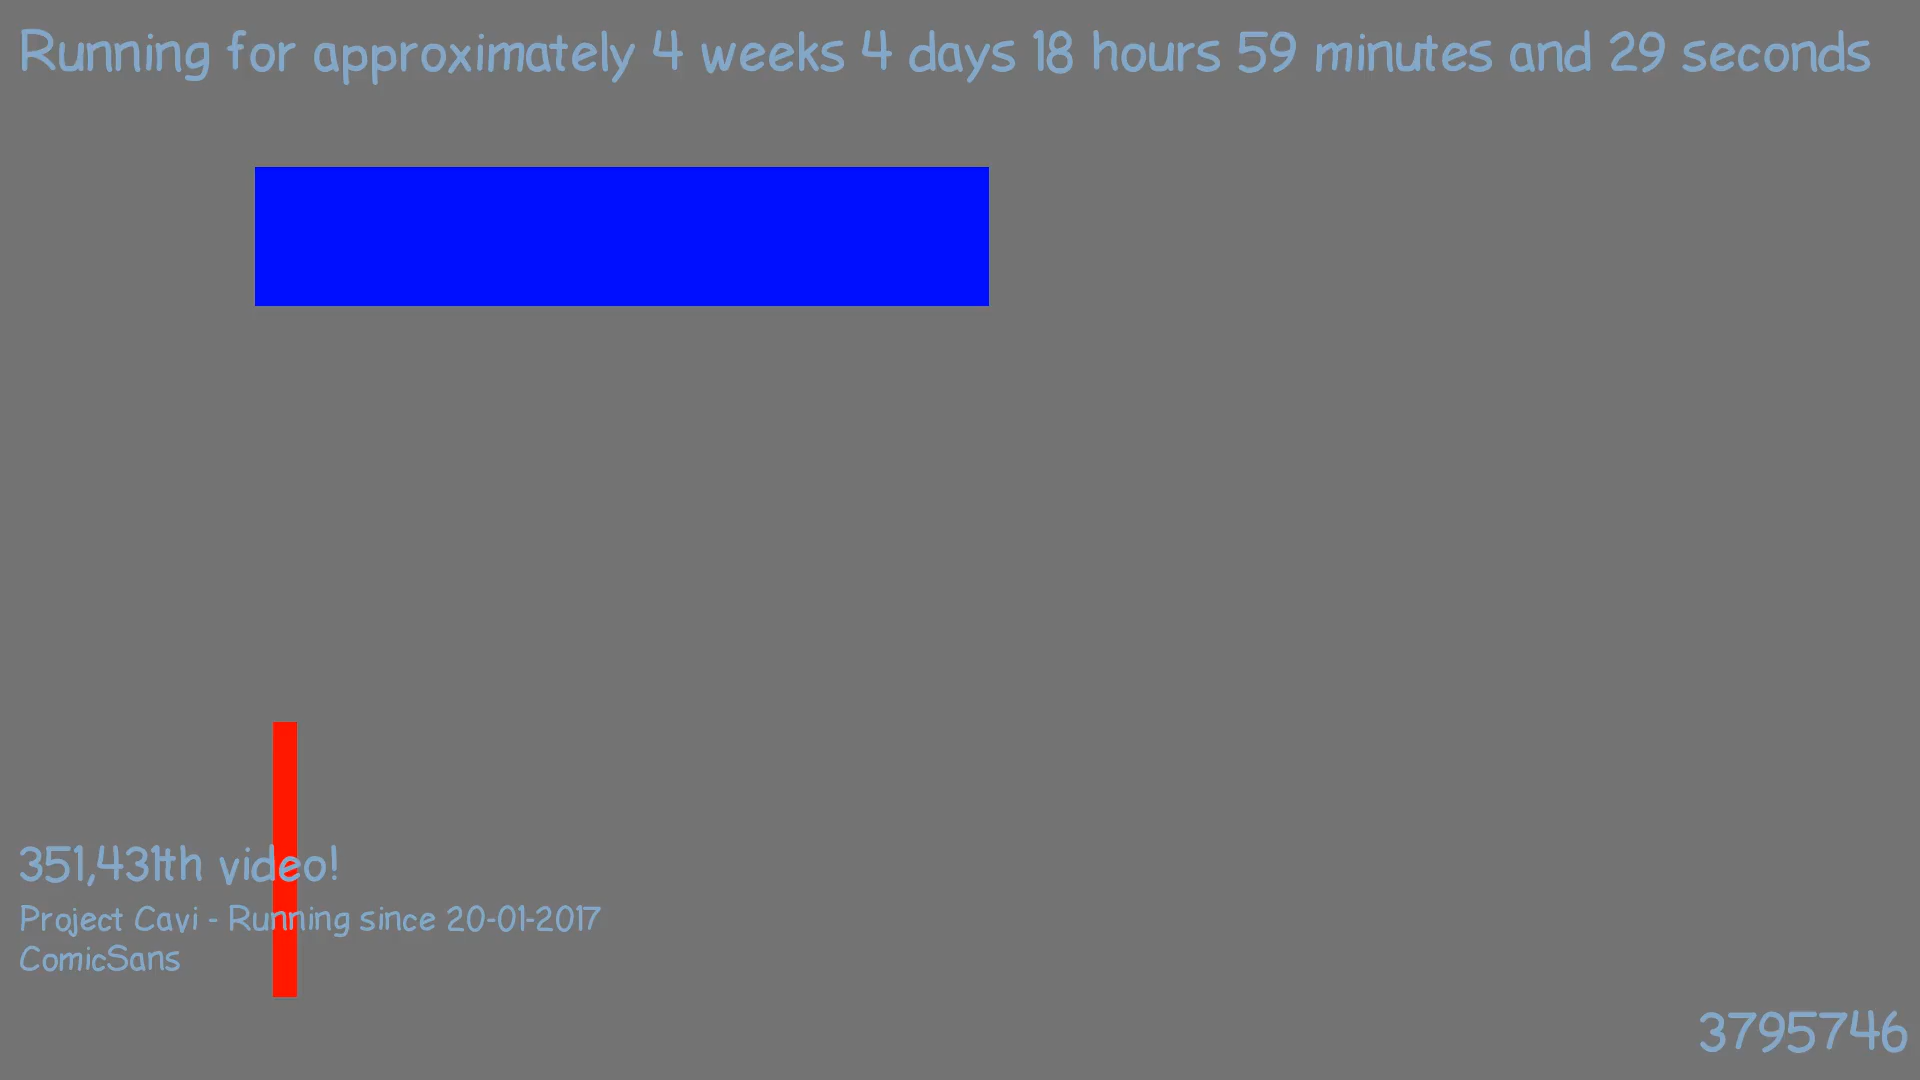 Running for approximately 4 weeks 4 days 18 hours 59 minutes and 29 seconds
351,431th video!
Project Cavi - Running since 20-01-2017
ComicSans
3795746